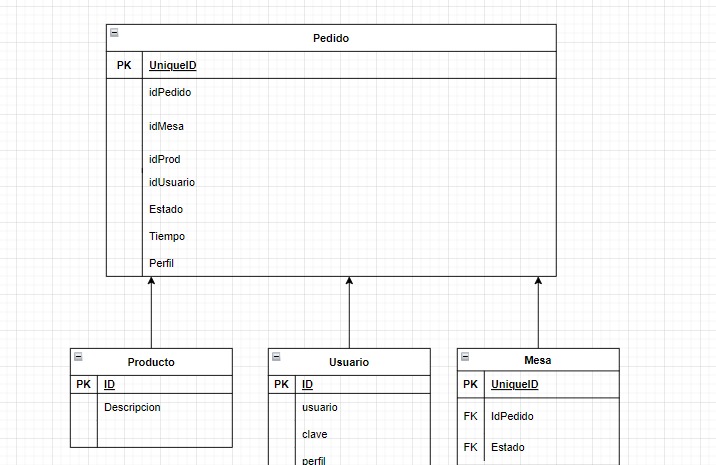 Pedido
PK UniqueID
idPedido
idMesa
idProd
idUsuario
Estado
Tiempo
Perfil
Producto
PK ID
Descripcion
Usuario
PK ID
usuario
clave
perfil
Mesa
PK UniqueID
FK IdPedido
FK Estado